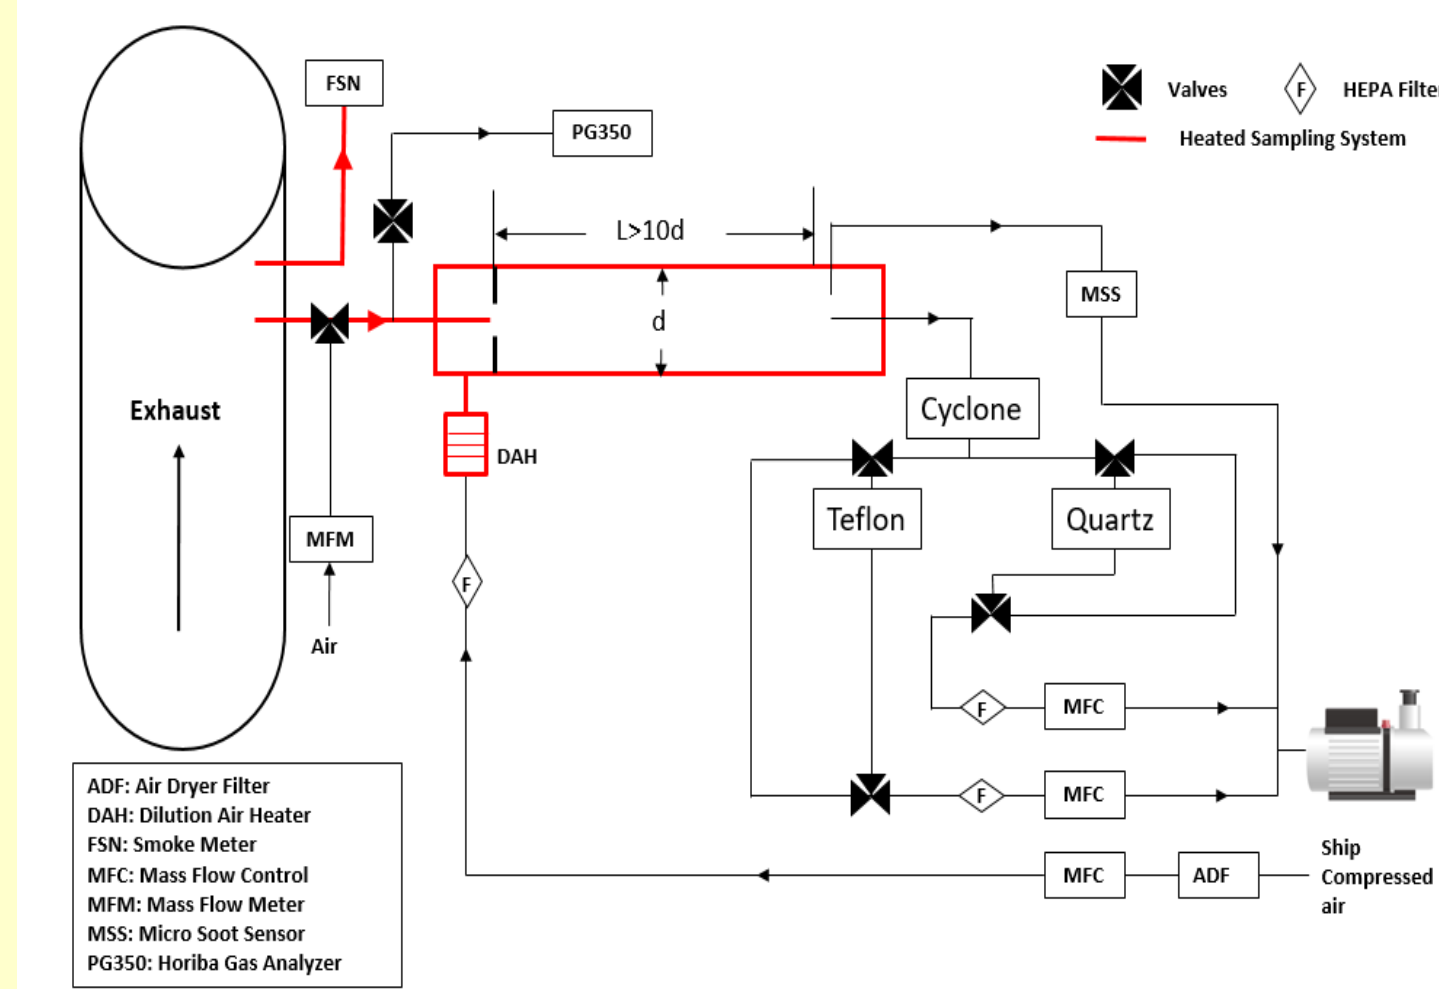 FSN
PG350
Valves
F
HEPA Filte
Heated Sampling System
L>10d
d
MSS
Exhaust
Cyclone
DAH
Teflon
Quartz
MFM
F
Air
F
MFC
F
MFC
MFC
ADF
Ship
Compressed
air
ADF: Air Dryer Filter
DAH: Dilution Air Heater
FSN: Smoke Meter
MFC: Mass Flow Control
MFM: Mass Flow Meter
MSS: Micro Soot Sensor
PG350: Horiba Gas Analyzer